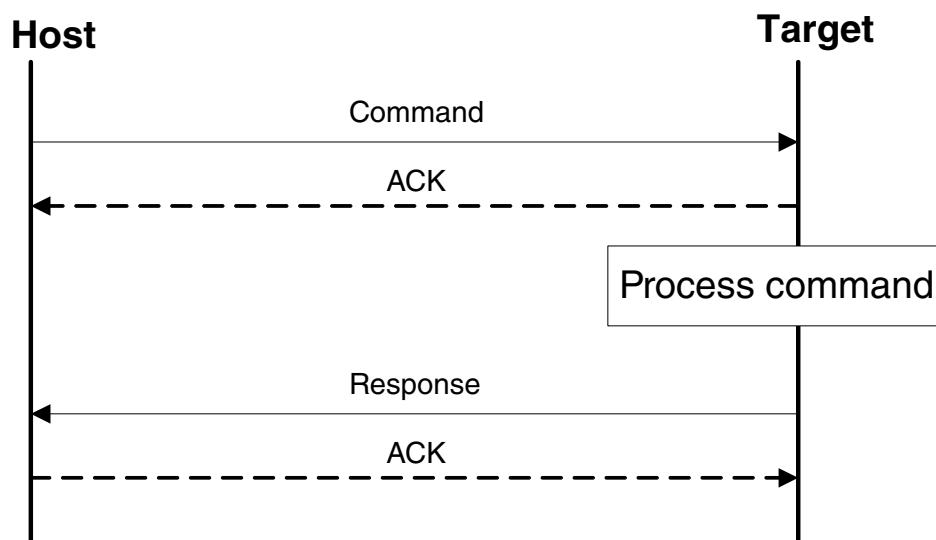 Host
Target
Command
ACK
Process command
Response
ACK